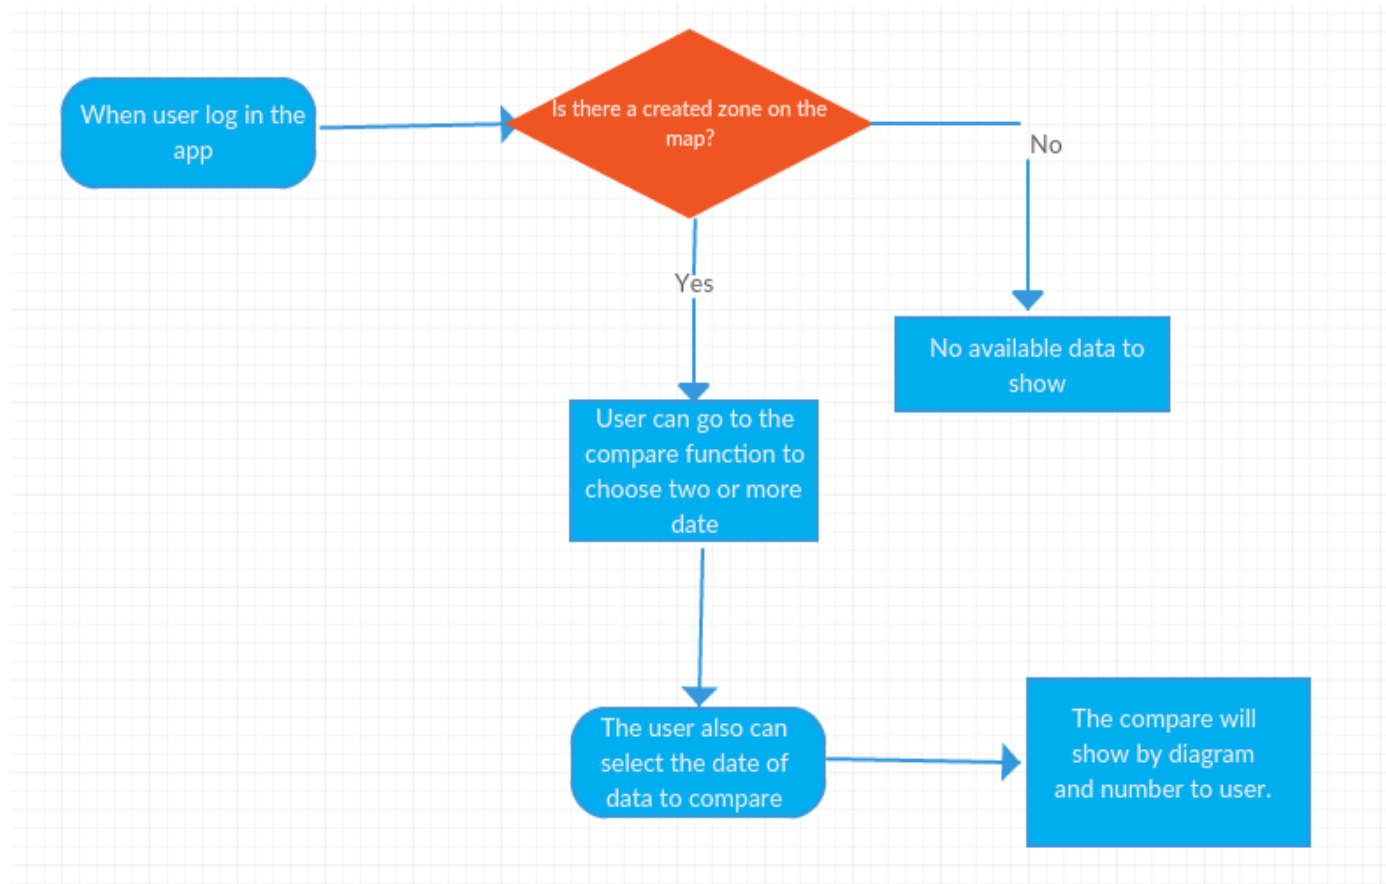 When user log in the
app
Is there a created zone on the
map?
No
Yes
No available data to
show
User can go to the
compare function to
choose two or more
date
The user also can
select the date of
data to compare
The compare will
show by diagram
and number to user.